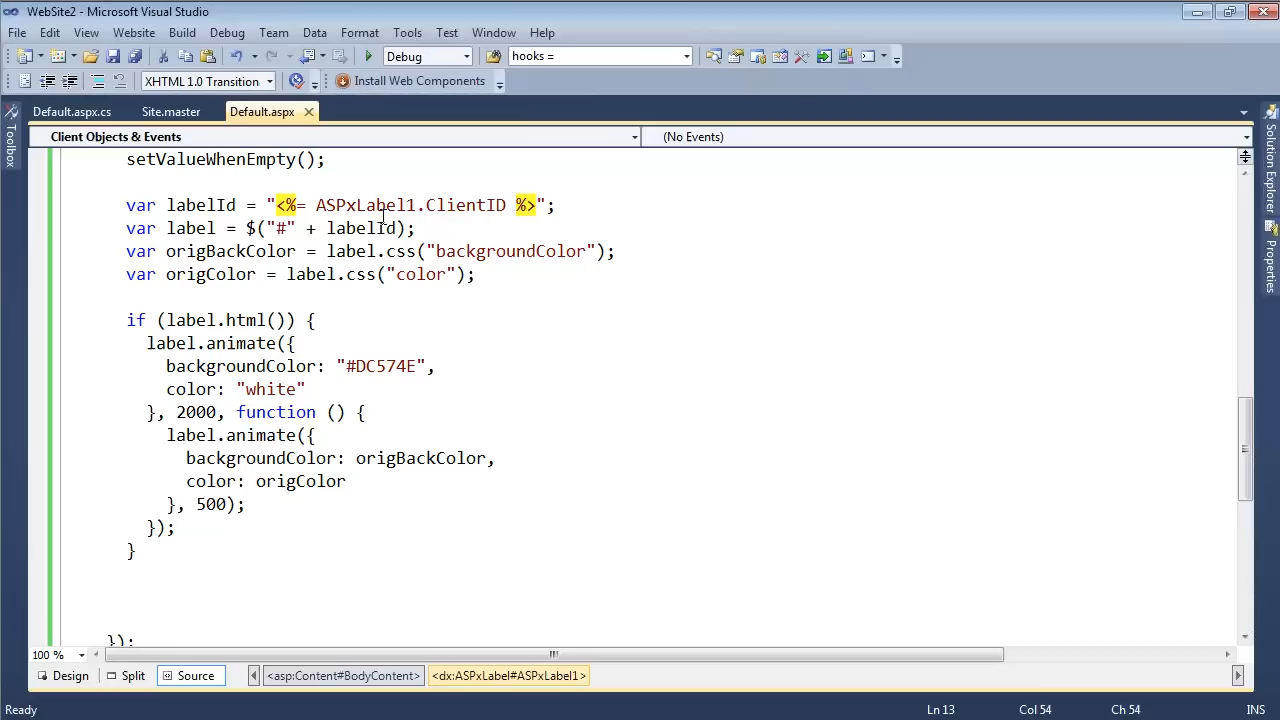 WebSite2 - Microsoft Visual Studio
File Edit View Website Build Debug Team Data Format Tools Test Window Help
Debug hooks =
XHTML 1.0 Transition Install Web Components
Default.aspx.cs Site.master Default.aspx
Client Objects & Events (No Events)
Toolbox
Solution Explorer
Properties
setValueWhenEmpty();
var labelId = "<%= ASPxLabel1.ClientID %>";
var label = $("#" + labelId);
var origBackColor = label.css("backgroundColor");
var origColor = label.css("color");
if (label.html()) {
label.animate({
backgroundColor: "#DC574E",
color: "white"
}, 2000, function () {
label.animate({
backgroundColor: origBackColor,
color: origColor
}, 500);
});
}
});
100 %
Design Split Source <asp:Content#BodyContent> <dx:ASPxLabel#ASPxLabel1>
Ready Ln 13 Col 54 Ch 54 INS